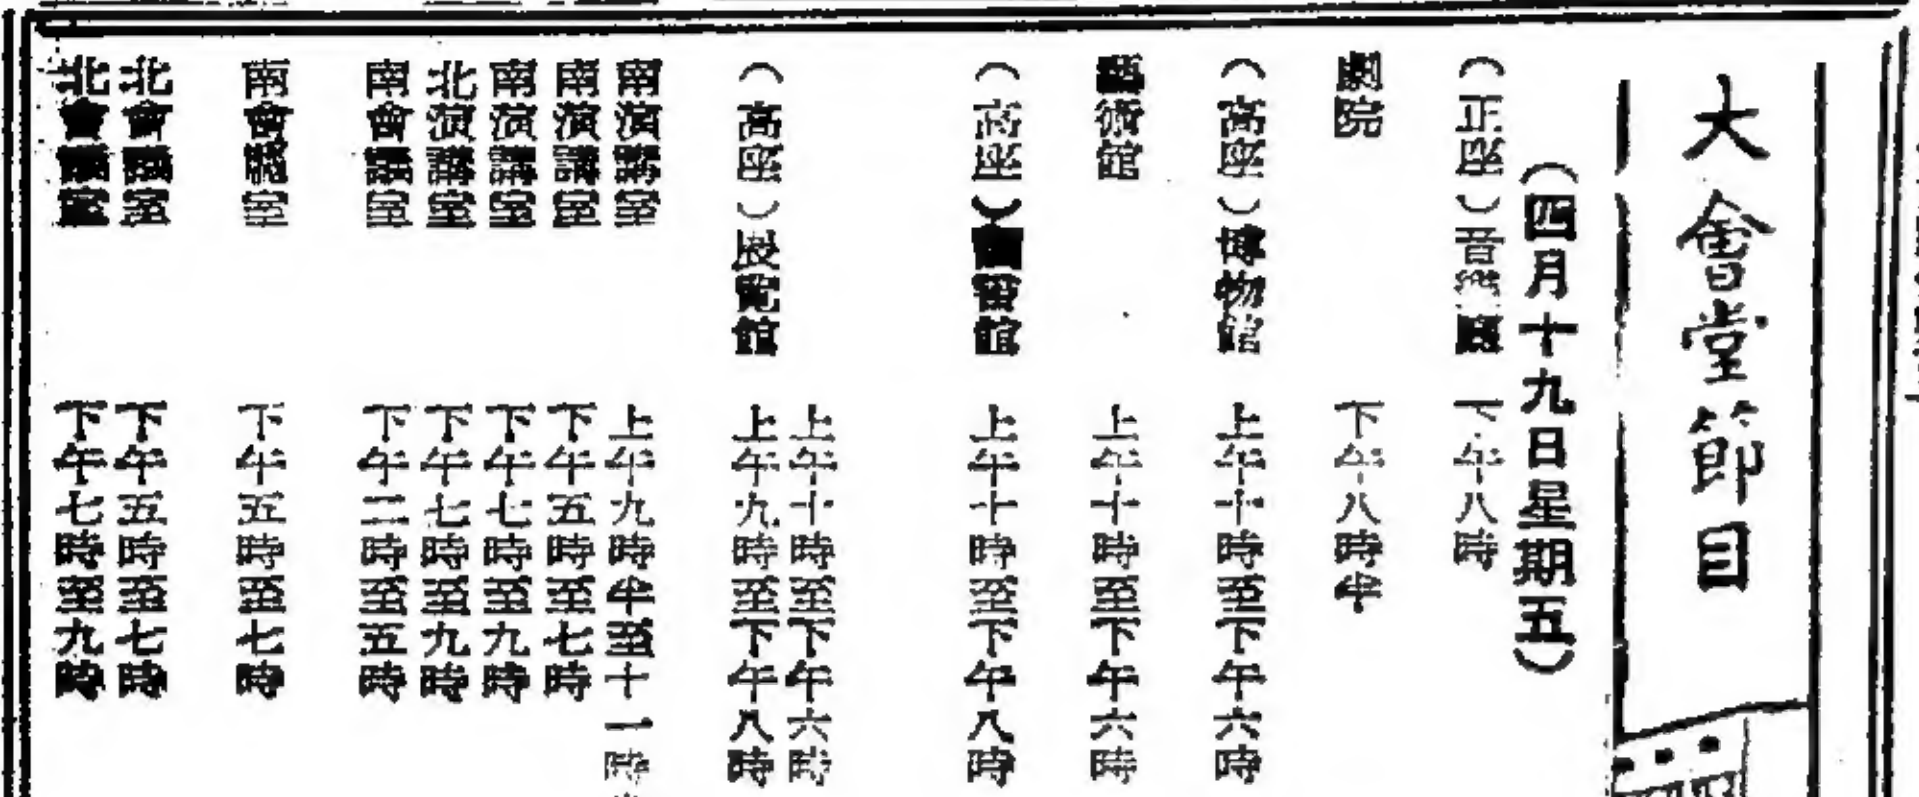 大會堂節目
（四月十九日星期五）
（正座）音樂廳 下午八時
劇院 下午八時半
（高座）博物館 上午十時至下午六時
藝術館 上午十時至下午六時
（高座）圖書館 上午十時至下午八時
上午十時至下午六時
（高座）展覽館 上午九時至下午八時
南演講室 上午九時半至十一時
南演講室 下午五時至七時
南演講室 下午七時至九時
北演講室 下午七時至九時
南會議室 下午二時至五時
南會議室 下午五時至七時
北會議室 下午五時至七時
北會議室 下午七時至九時